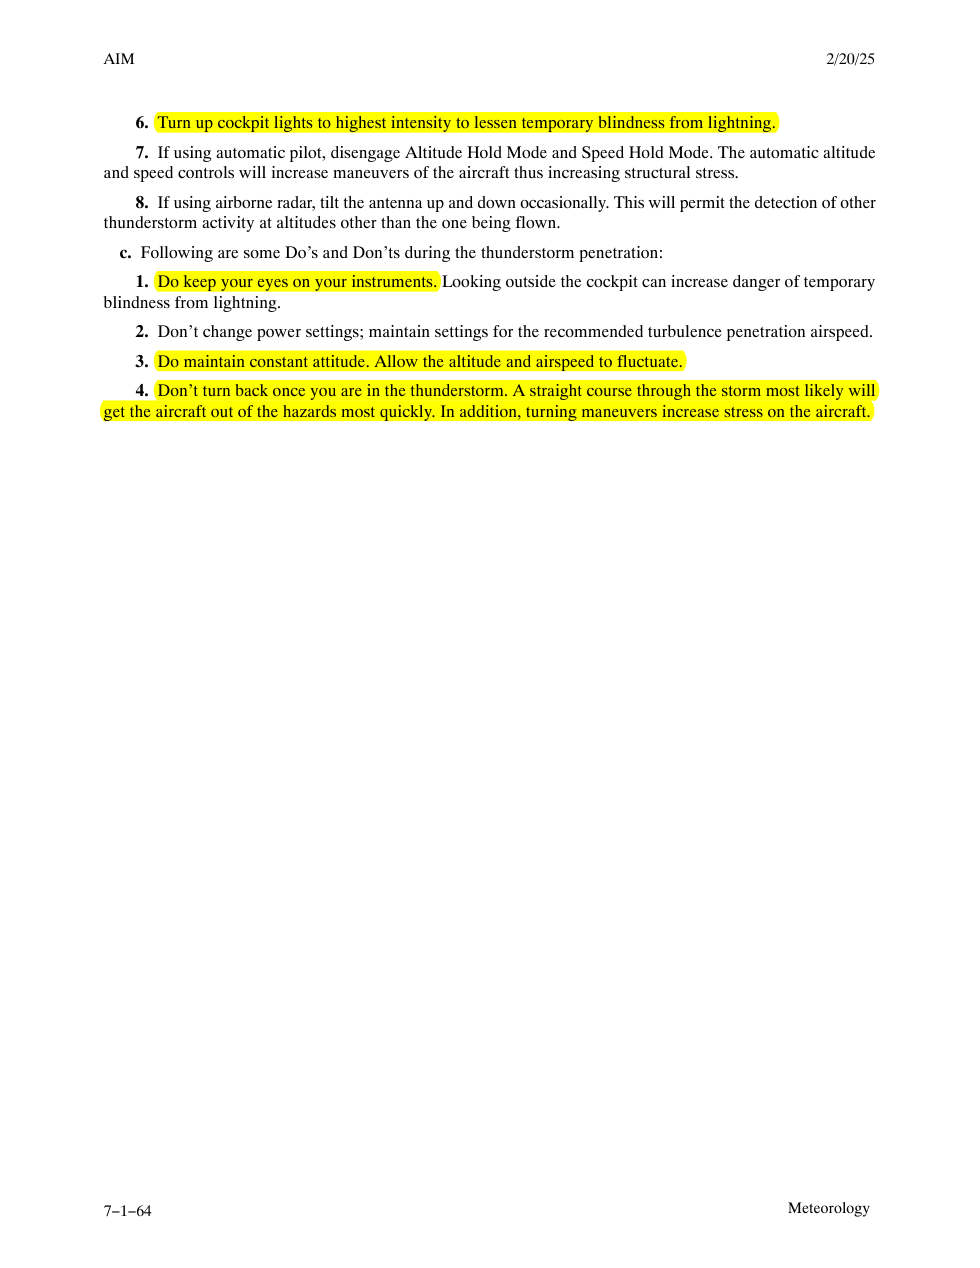 AIM
2/20/25
6. Turn up cockpit lights to highest intensity to lessen temporary blindness from lightning.
7. If using automatic pilot, disengage Altitude Hold Mode and Speed Hold Mode. The automatic altitude
and speed controls will increase maneuvers of the aircraft thus increasing structural stress.
8. If using airborne radar, tilt the antenna up and down occasionally. This will permit the detection of other
thunderstorm activity at altitudes other than the one being flown.
c. Following are some Do’s and Don’ts during the thunderstorm penetration:
1. Do keep your eyes on your instruments. Looking outside the cockpit can increase danger of temporary
blindness from lightning.
2. Don’t change power settings; maintain settings for the recommended turbulence penetration airspeed.
3. Do maintain constant attitude. Allow the altitude and airspeed to fluctuate.
4. Don’t turn back once you are in the thunderstorm. A straight course through the storm most likely will
get the aircraft out of the hazards most quickly. In addition, turning maneuvers increase stress on the aircraft.
7−1−64
Meteorology